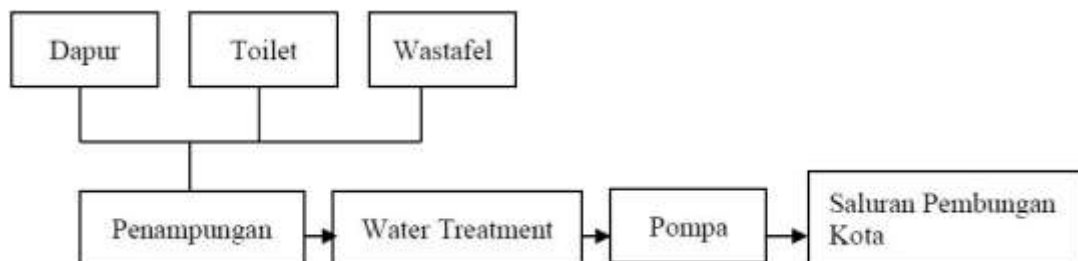 Dapur
Toilet
Wastafel
Penampungan
Water Treatment
Pompa
Saluran Pembungan
Kota